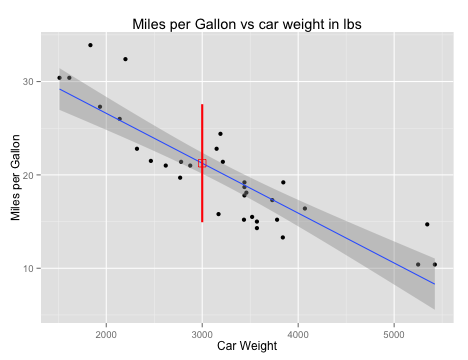 Miles per Gallon vs car weight in lbs
Miles per Gallon
30
20
10
2000 3000 4000 5000
Car Weight